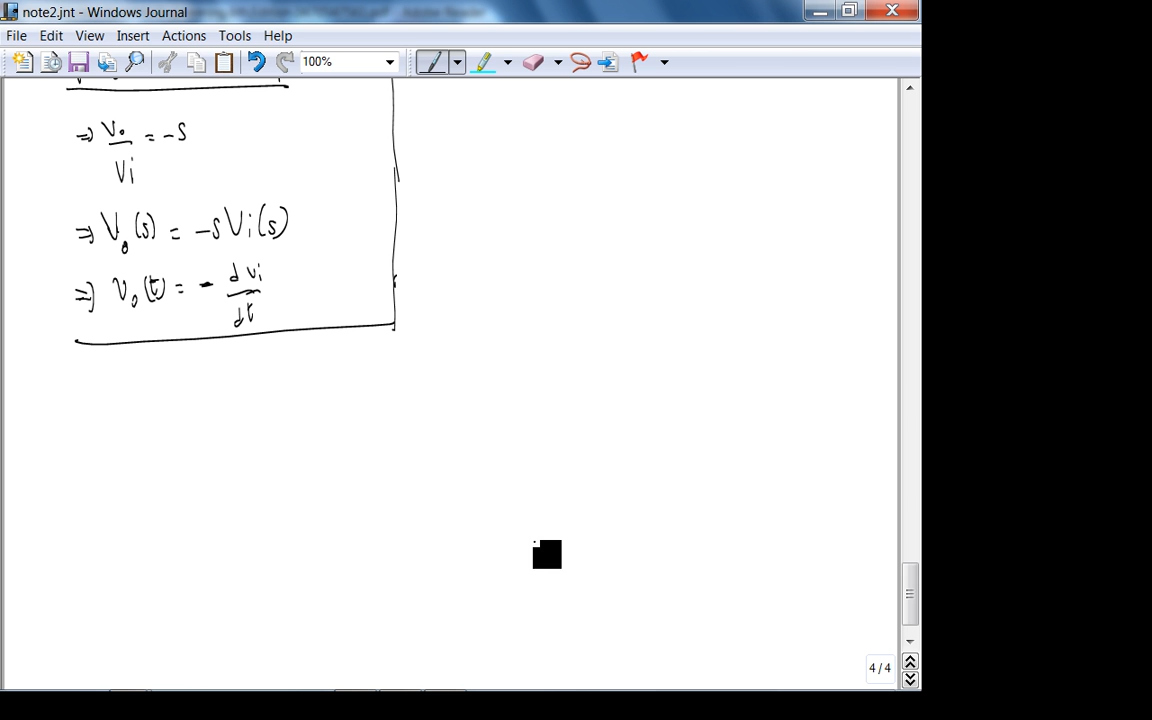 note2.jnt - Windows Journal
File Edit View Insert Actions Tools Help
100%
⇒ Vo/Vi = -S
⇒ Vo(s) = -SVi(s)
⇒ Vo(t) = - dvi/dt
4 / 4